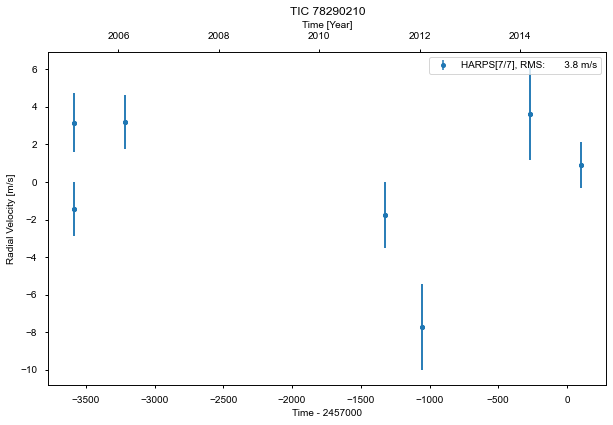 TIC 78290210
Time [Year]
2006 2008 2010 2012 2014
HARPS[7/7], RMS: 3.8 m/s
Radial Velocity [m/s]
6
4
2
0
−2
−4
−6
−8
−10
−3500 −3000 −2500 −2000 −1500 −1000 −500 0
Time - 2457000